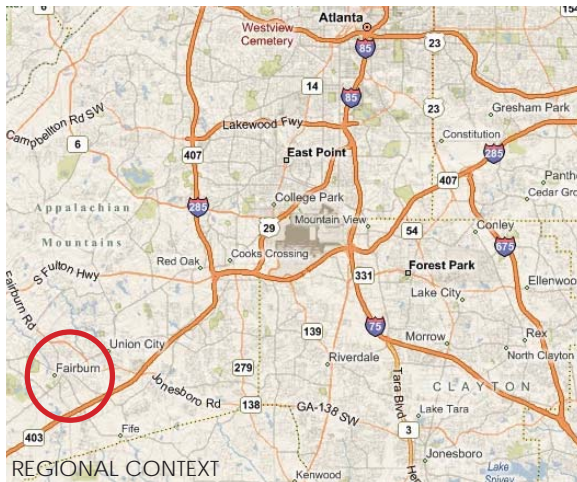 6
Atlanta
154
Westview
Cemetery
85
23
14
85
Campbellton Rd SW
Lakewood Fwy
23
Gresham Park
6
407
East Point
Constitution
285
407
Panth
Cedar Gro
Appalachian
Mountains
285
College Park
29
Mountain View
54
Conley
675
S Fulton Hwy
Red Oak
Cooks Crossing
331
Forest Park
Ellenwoo
Lake City
Fairburn Rd
139
75
Morrow
Rex
North Clayton
Union City
Fairburn
279
Riverdale
Tara Blvd
CLAYTON
Jonesboro Rd
138
GA-138 SW
Lake Tara
403
Fife
3
Jonesboro
REGIONAL CONTEXT
Kenwood
Hen
Lake
Spivey